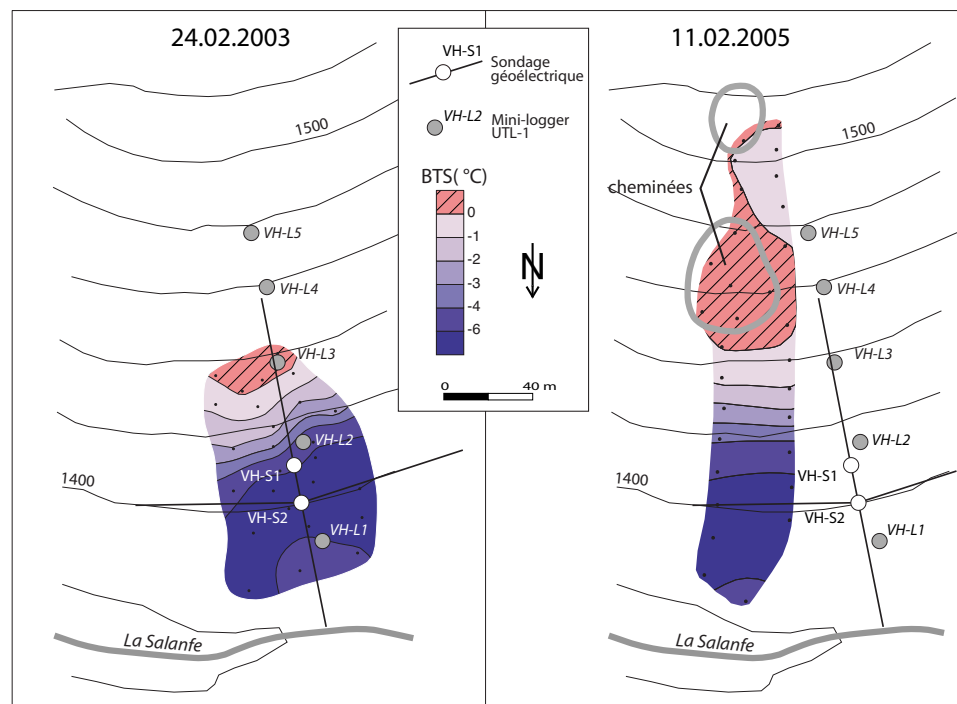 24.02.2003
1500
VH-L5
VH-L4
VH-L3
VH-L2
VH-S1
1400
VH-S2
VH-L1
La Salanfe
VH-S1
Sondage
géoélectrique
VH-L2
Mini-logger
UTL-1
BTS( °C)
0
-1
-2
-3
-4
-6
N
0
40 m
11.02.2005
1500
cheminées
VH-L5
VH-L4
VH-L3
VH-L2
VH-S1
1400
VH-S2
VH-L1
La Salanfe